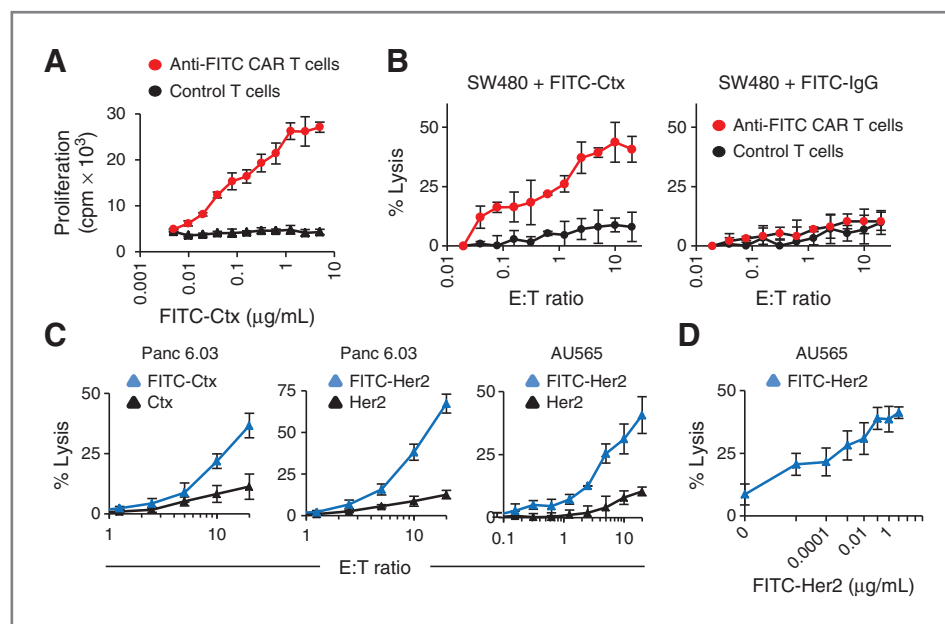 A
Anti-FITC CAR T cells
Control T cells
Proliferation
(cpm × 10³)
30
20
10
0
0.001
0.01
0.1
1
10
FITC-Ctx (μg/mL)
B
SW480 + FITC-Ctx
% Lysis
50
25
0
0.01
0.1
1
10
E:T ratio
SW480 + FITC-IgG
Anti-FITC CAR T cells
Control T cells
50
25
0
0.01
0.1
1
10
E:T ratio
C
Panc 6.03
FITC-Ctx
Ctx
% Lysis
50
25
0
1
10
Panc 6.03
FITC-Her2
Her2
75
50
25
0
1
10
AU565
FITC-Her2
Her2
50
25
0
0.1
1
10
E:T ratio
D
AU565
FITC-Her2
50
25
0
0
0.0001
0.01
1
FITC-Her2 (μg/mL)